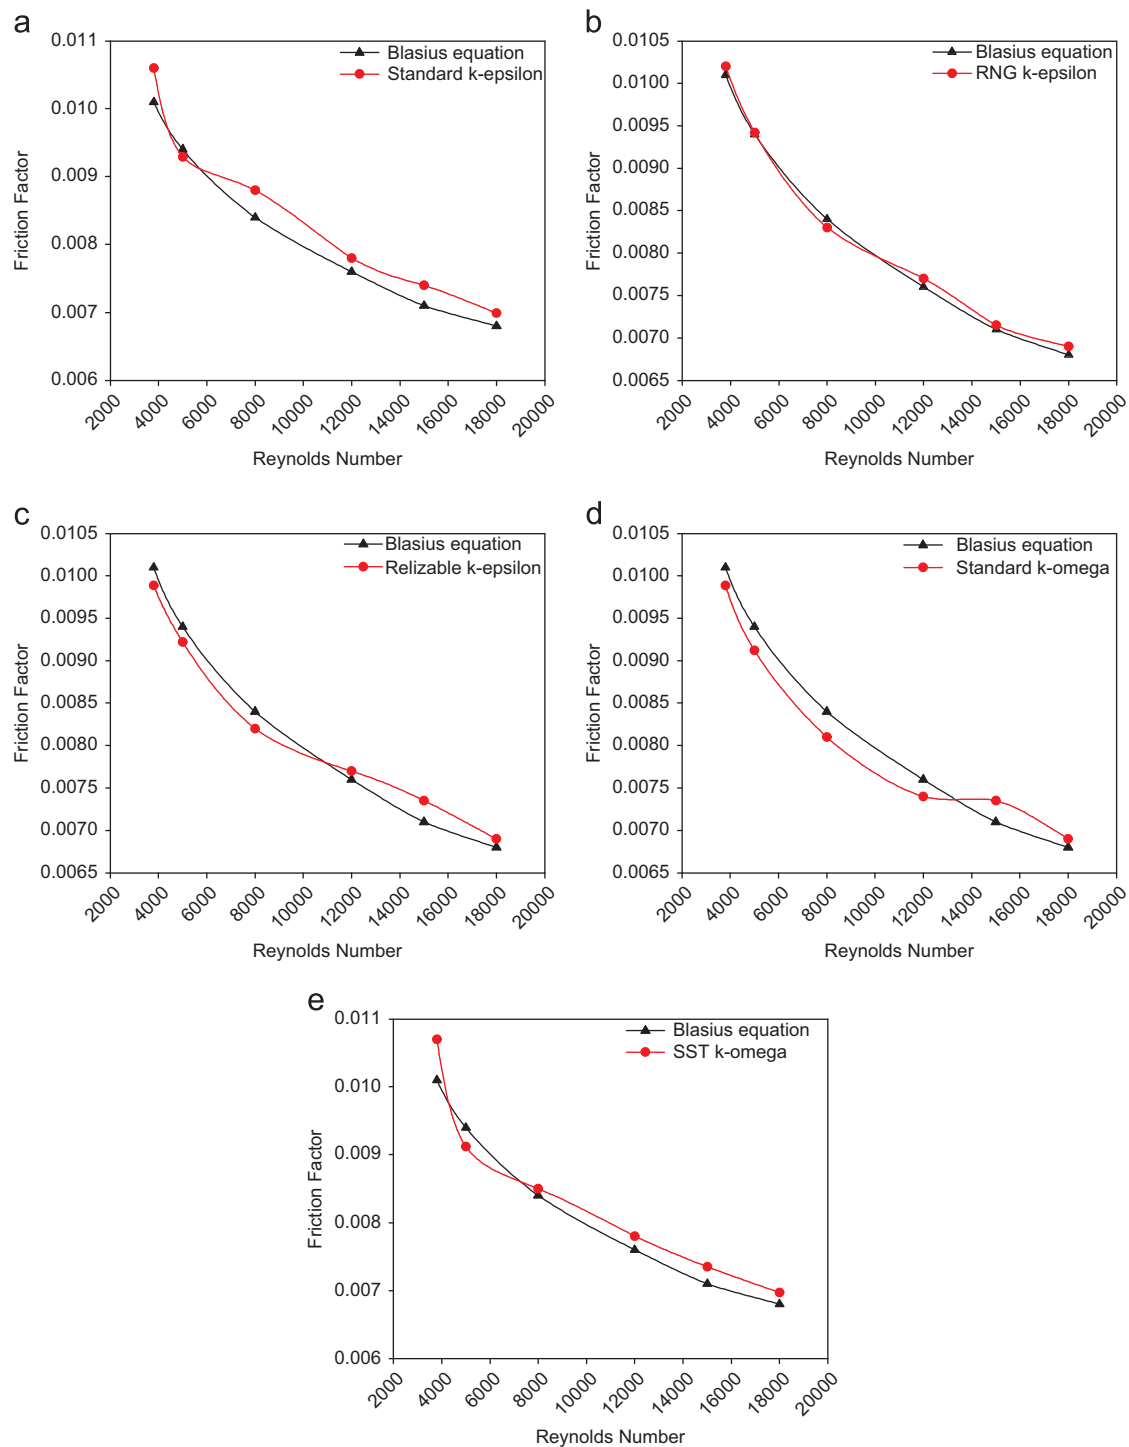 a
0.011
0.010
0.009
0.008
0.007
0.006
Friction Factor
Blasius equation
Standard k-epsilon
2000 4000 6000 8000 10000 12000 14000 16000 18000 20000
Reynolds Number
b
0.0105
0.0100
0.0095
0.0090
0.0085
0.0080
0.0075
0.0070
0.0065
Friction Factor
Blasius equation
RNG k-epsilon
2000 4000 6000 8000 10000 12000 14000 16000 18000 20000
Reynolds Number
c
0.0105
0.0100
0.0095
0.0090
0.0085
0.0080
0.0075
0.0070
0.0065
Friction Factor
Blasius equation
Relizable k-epsilon
2000 4000 6000 8000 10000 12000 14000 16000 18000 20000
Reynolds Number
d
0.0105
0.0100
0.0095
0.0090
0.0085
0.0080
0.0075
0.0070
0.0065
Friction Factor
Blasius equation
Standard k-omega
2000 4000 6000 8000 10000 12000 14000 16000 18000 20000
Reynolds Number
e
0.011
0.010
0.009
0.008
0.007
0.006
Friction Factor
Blasius equation
SST k-omega
2000 4000 6000 8000 10000 12000 14000 16000 18000 20000
Reynolds Number